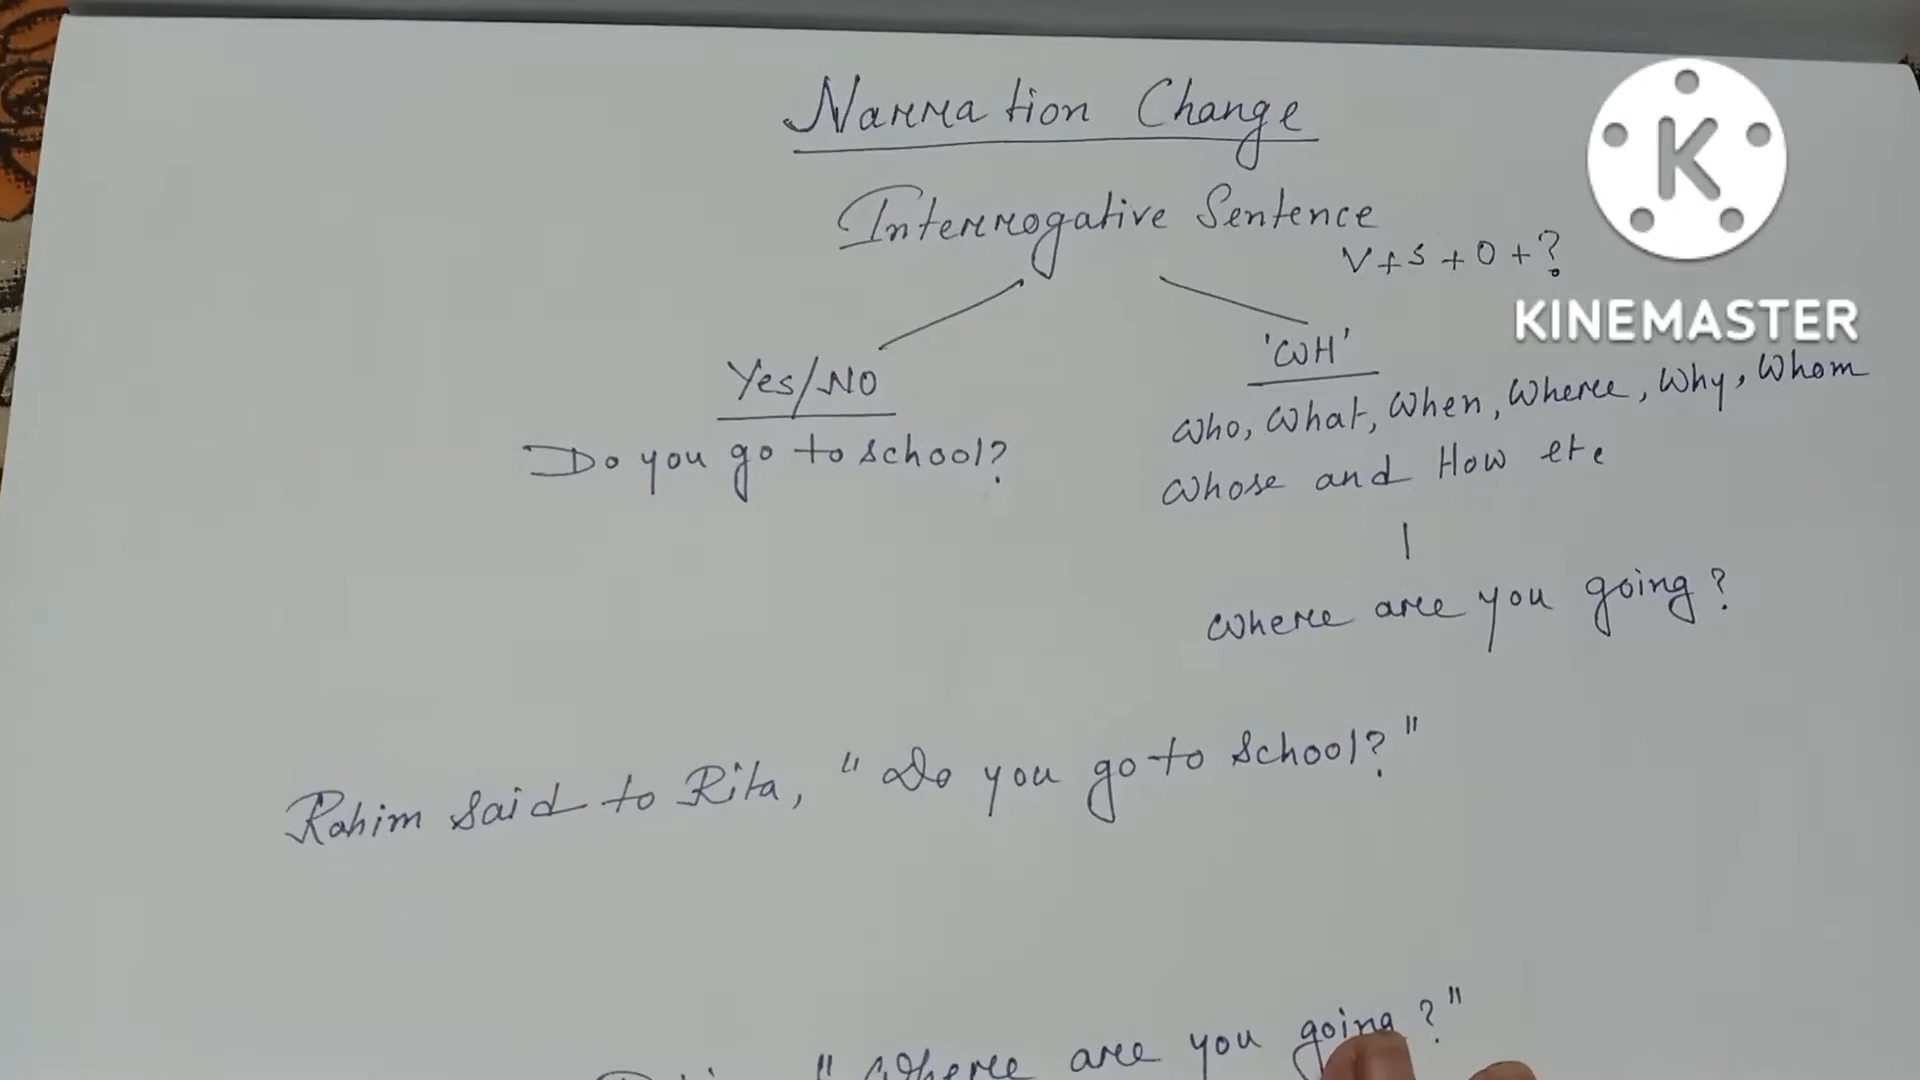 Narration Change
Interrogative Sentence
V+S+O+?
KINEMASTER
Yes/No
Do you go to school?
'WH'
Who, What, When, Where, Why, Whom
Whose and How etc
Where are you going?
Rahim said to Rita, "Do you go to school?"
"Where are you going?"